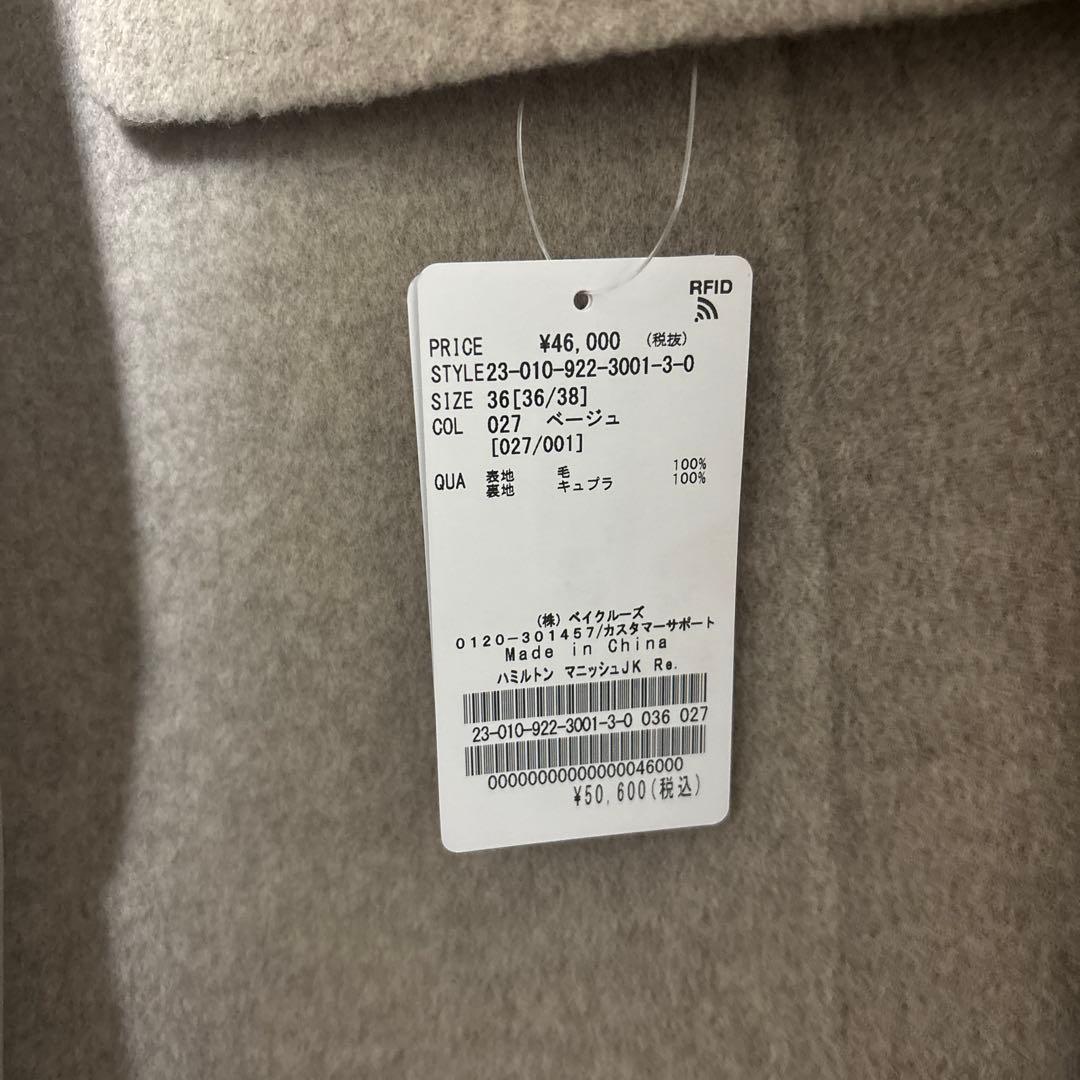 RFID
PRICE ¥46,000 (税抜)
STYLE23-010-922-3001-3-0
SIZE 36[36/38]
COL 027 ベージュ
[027/001]
QUA 表地 毛 100%
裏地 キュプラ 100%
(株) ベイクルーズ
0120-301457/カスタマーサポート
Made in China
ハミルトン マニッシュJK Re.
23-010-922-3001-3-0 036 027
00000000000000046000
¥50,600(税込)